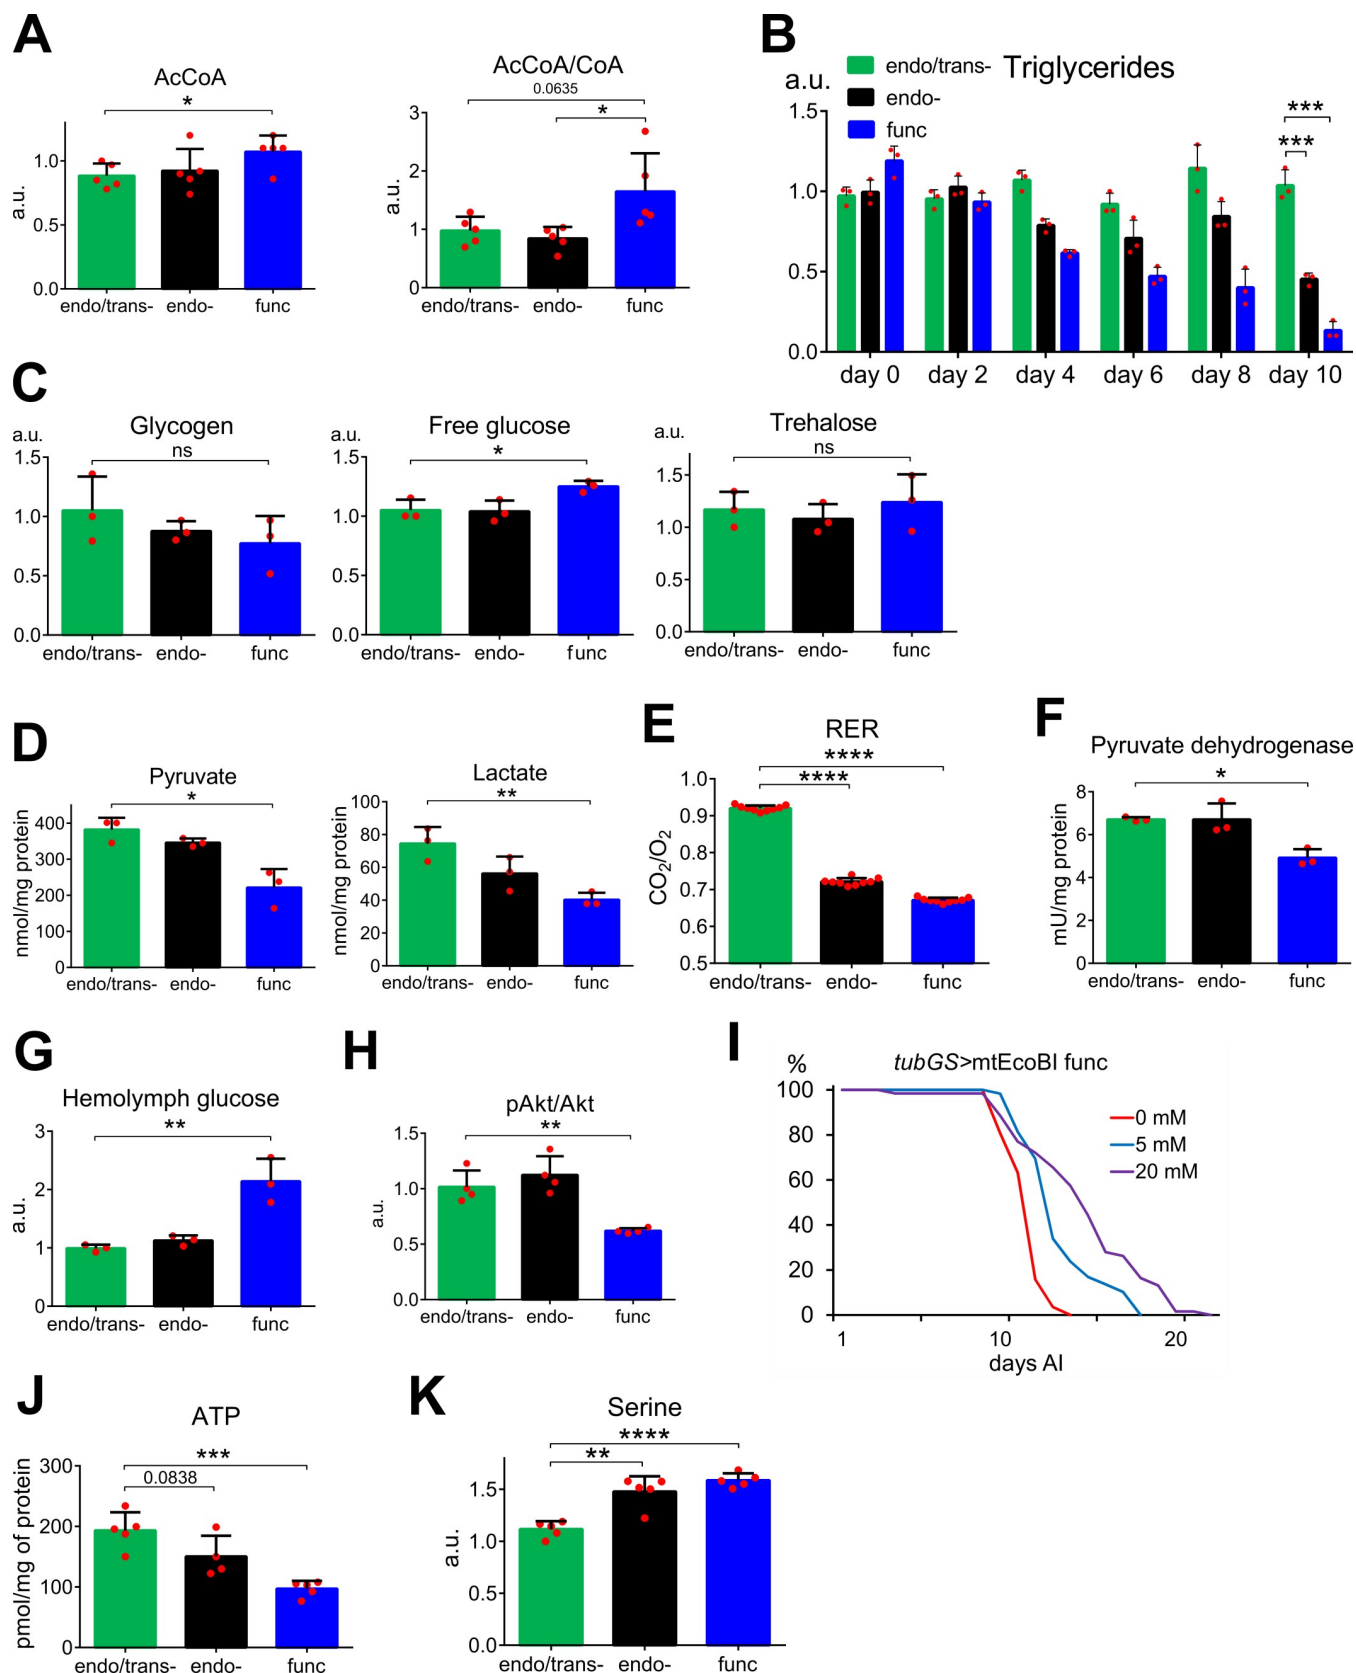 A
AcCoA
*
a.u.
1.0
0.5
0.0
endo/trans-
endo-
func
AcCoA/CoA
0.0635
*
a.u.
3
2
1
0
endo/trans-
endo-
func
B
Triglycerides
endo/trans-
endo-
func
a.u.
1.5
1.0
0.5
0.0
***
***
day 0
day 2
day 4
day 6
day 8
day 10
C
Glycogen
a.u.
ns
1.5
1.0
0.5
0.0
endo/trans-
endo-
func
Free glucose
a.u.
*
1.5
1.0
0.5
0.0
endo/trans-
endo-
func
Trehalose
a.u.
ns
1.5
1.0
0.5
0.0
endo/trans-
endo-
func
D
Pyruvate
*
nmol/mg protein
400
300
200
100
0
endo/trans-
endo-
func
Lactate
**
nmol/mg protein
100
80
60
40
20
0
endo/trans-
endo-
func
E
RER
****
****
CO2/O2
1.0
0.9
0.8
0.7
0.6
0.5
endo/trans-
endo-
func
F
Pyruvate dehydrogenase
*
mU/mg protein
8
6
4
2
0
endo/trans-
endo-
func
G
Hemolymph glucose
**
a.u.
3
2
1
0
endo/trans-
endo-
func
H
pAkt/Akt
**
a.u.
1.5
1.0
0.5
0.0
endo/trans-
endo-
func
I
tubGS>mtEcoBI func
%
100
80
60
40
20
0
0 mM
5 mM
20 mM
1
10
20
days AI
J
ATP
***
0.0838
pmol/mg of protein
300
200
100
0
endo/trans-
endo-
func
K
Serine
****
**
a.u.
1.5
1.0
0.5
0.0
endo/trans-
endo-
func